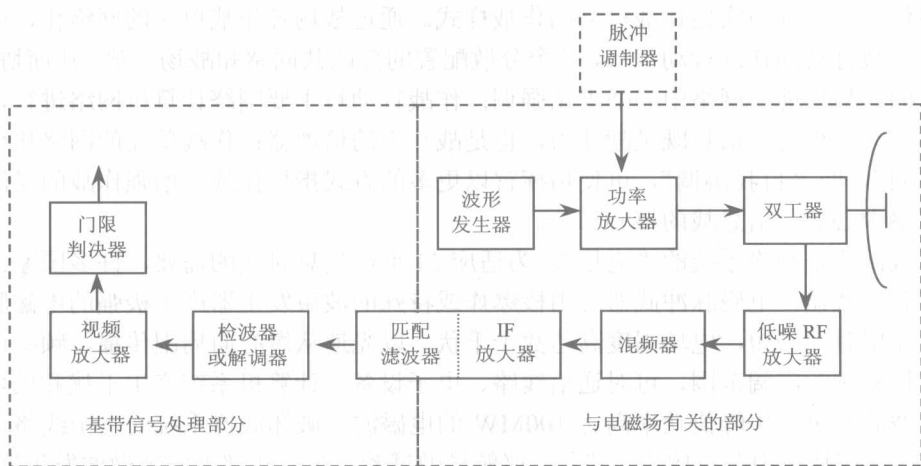 脉冲
调制器
波形
发生器
功率
放大器
双工器
门限
判决器
视频
放大器
检波器
或解调器
匹配
滤波器
IF
放大器
混频器
低噪 RF
放大器
基带信号处理部分
与电磁场有关的部分